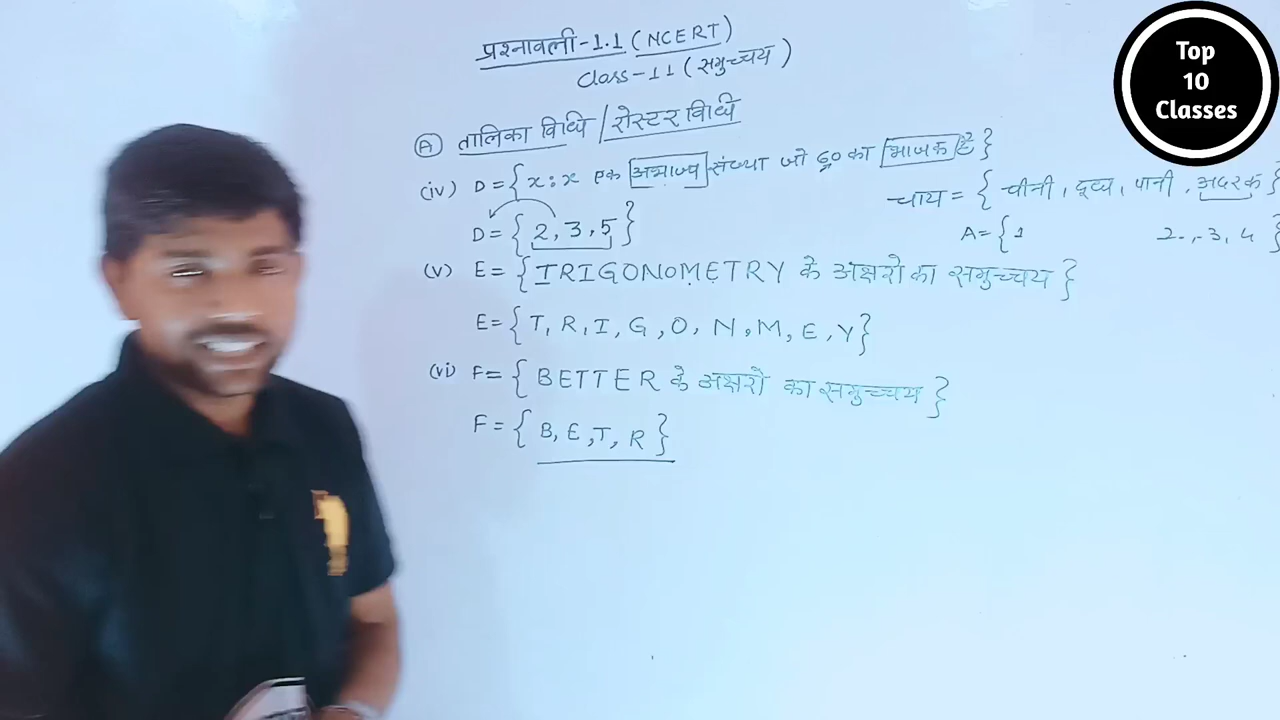 प्रश्नावली-1.1 (NCERT)
Class-11 (समुच्चय)
(A) तालिका विधि / रोस्टर विधि
(iv) D = { x : x एक अभाज्य संख्या जो 60 का भाजक है }
D = { 2, 3, 5 }
चाय = { चीनी, दूध, पानी, अदरक }
A = { 1 2, 3, 4 }
(v) E = { TRIGONOMETRY के अक्षरों का समुच्चय }
E = { T, R, I, G, O, N, M, E, Y }
(vi) F = { BETTER के अक्षरों का समुच्चय }
F = { B, E, T, R }
Top
10
Classes